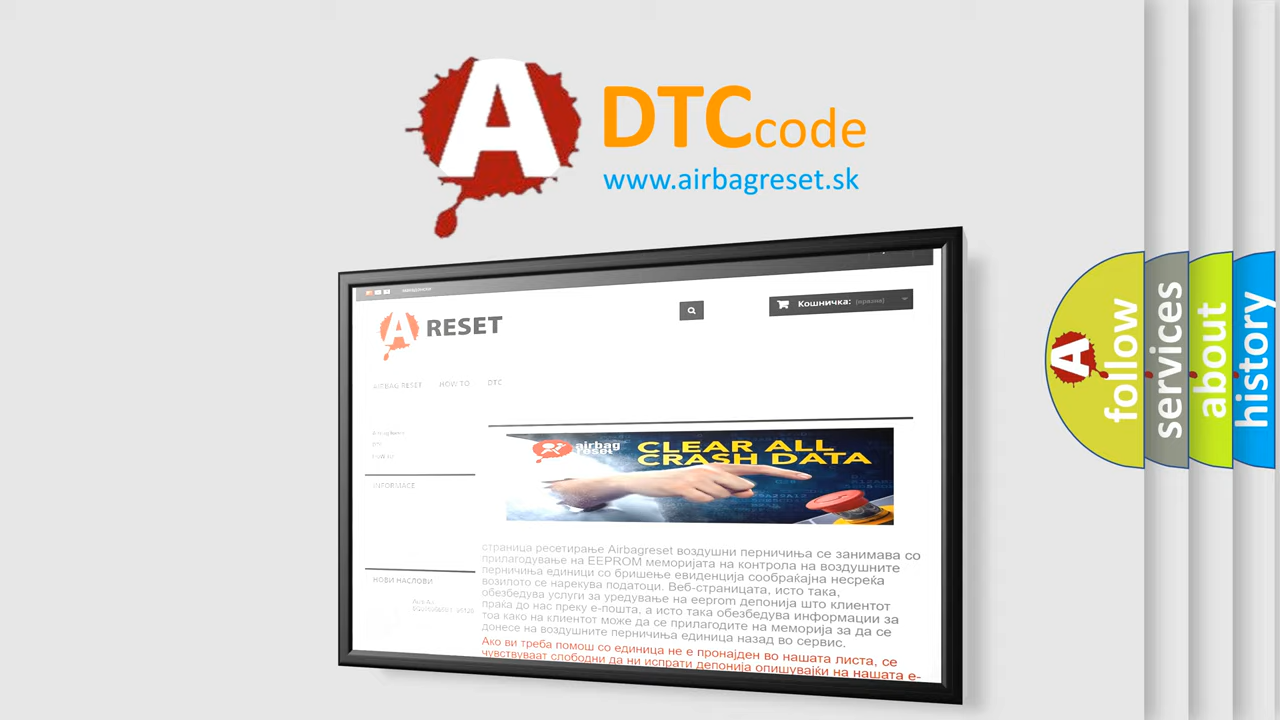 A
DTCcode
www.airbagreset.sk
A RESET
Кошничка: (празна)
AIRBAG RESET HOW TO DTC
INFORMACE
airbag
reset
CLEAR ALL
CRASH DATA
страница ресетирање Airbagreset воздушни перничиња се занимава со
прилагодување на EEPROM меморијата на контрола на воздушните
перничиња единици со бришење евиденција сообраќајна несреќа
возилото се нарекува податоци. Веб-страницата, исто така,
обезбедува услуги за уредување на eeprom депонија што клиентот
праќа до нас преку е-пошта, а исто така обезбедува информации за
тоа како на клиентот може да се прилагодите на меморија за да се
донесе на воздушните перничиња единица назад во сервис.
Ако ви треба помош со единица не е пронајден во нашата листа, се
чувствуваат слободни да ни испрати депонија опишувајќи на нашата е-
НОВИ НАСЛОВИ
A
follow
services
about
history